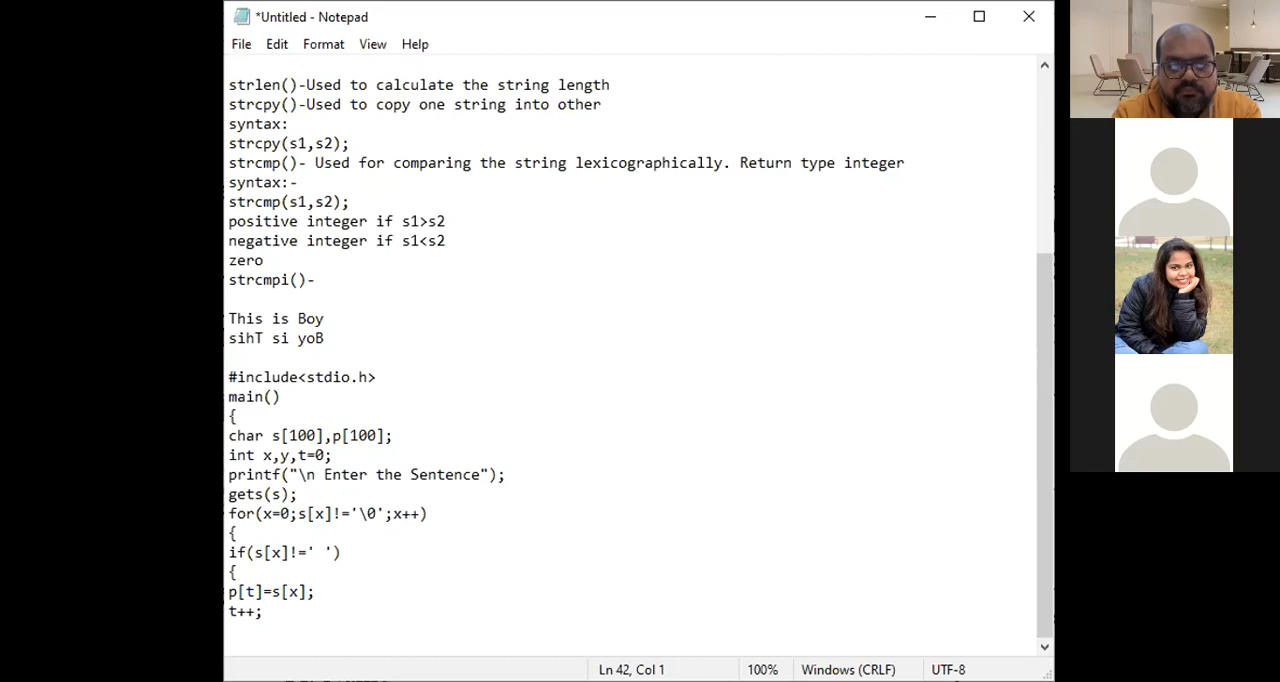 *Untitled - Notepad
File Edit Format View Help
strlen()-Used to calculate the string length
strcpy()-Used to copy one string into other
syntax:
strcpy(s1,s2);
strcmp()- Used for comparing the string lexicographically. Return type integer
syntax:-
strcmp(s1,s2);
positive integer if s1>s2
negative integer if s1<s2
zero
strcmpi()-
This is Boy
sihT si yoB
#include<stdio.h>
main()
{
char s[100],p[100];
int x,y,t=0;
printf("\n Enter the Sentence");
gets(s);
for(x=0;s[x]!='\0';x++)
{
if(s[x]!=' ')
{
p[t]=s[x];
t++;
Ln 42, Col 1 100% Windows (CRLF) UTF-8